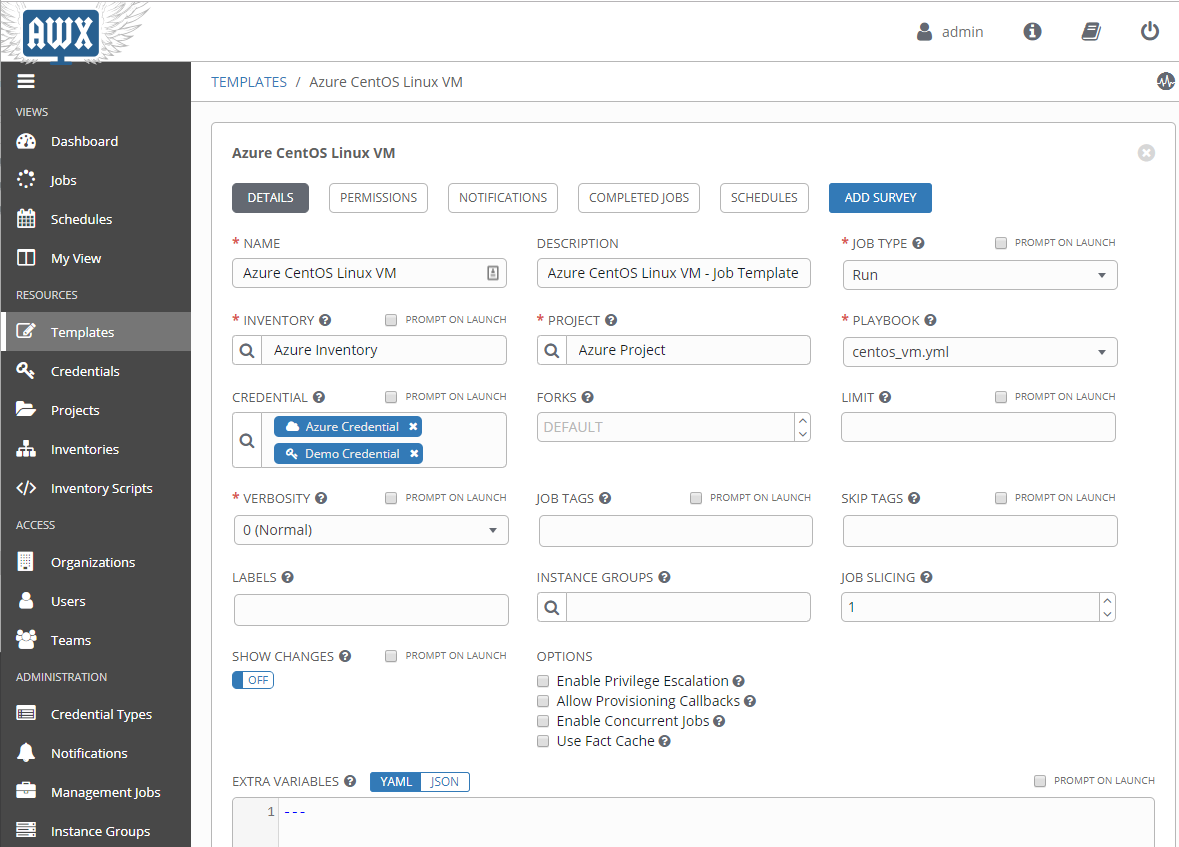 AWX
admin
TEMPLATES / Azure CentOS Linux VM
VIEWS
Dashboard
Jobs
Schedules
My View
RESOURCES
Templates
Credentials
Projects
Inventories
Inventory Scripts
ACCESS
Organizations
Users
Teams
ADMINISTRATION
Credential Types
Notifications
Management Jobs
Instance Groups
Azure CentOS Linux VM
DETAILS PERMISSIONS NOTIFICATIONS COMPLETED JOBS SCHEDULES ADD SURVEY
* NAME DESCRIPTION * JOB TYPE ? PROMPT ON LAUNCH
Azure CentOS Linux VM Azure CentOS Linux VM - Job Template Run
* INVENTORY ? PROMPT ON LAUNCH * PROJECT ? * PLAYBOOK ?
Azure Inventory Azure Project centos_vm.yml
CREDENTIAL ? PROMPT ON LAUNCH FORKS ? LIMIT ? PROMPT ON LAUNCH
Azure Credential DEFAULT
Demo Credential
* VERBOSITY ? PROMPT ON LAUNCH JOB TAGS ? PROMPT ON LAUNCH SKIP TAGS ? PROMPT ON LAUNCH
0 (Normal)
LABELS ? INSTANCE GROUPS ? JOB SLICING ?
1
SHOW CHANGES ? PROMPT ON LAUNCH OPTIONS
OFF Enable Privilege Escalation ?
Allow Provisioning Callbacks ?
Enable Concurrent Jobs ?
Use Fact Cache ?
EXTRA VARIABLES ? YAML JSON PROMPT ON LAUNCH
1 ---